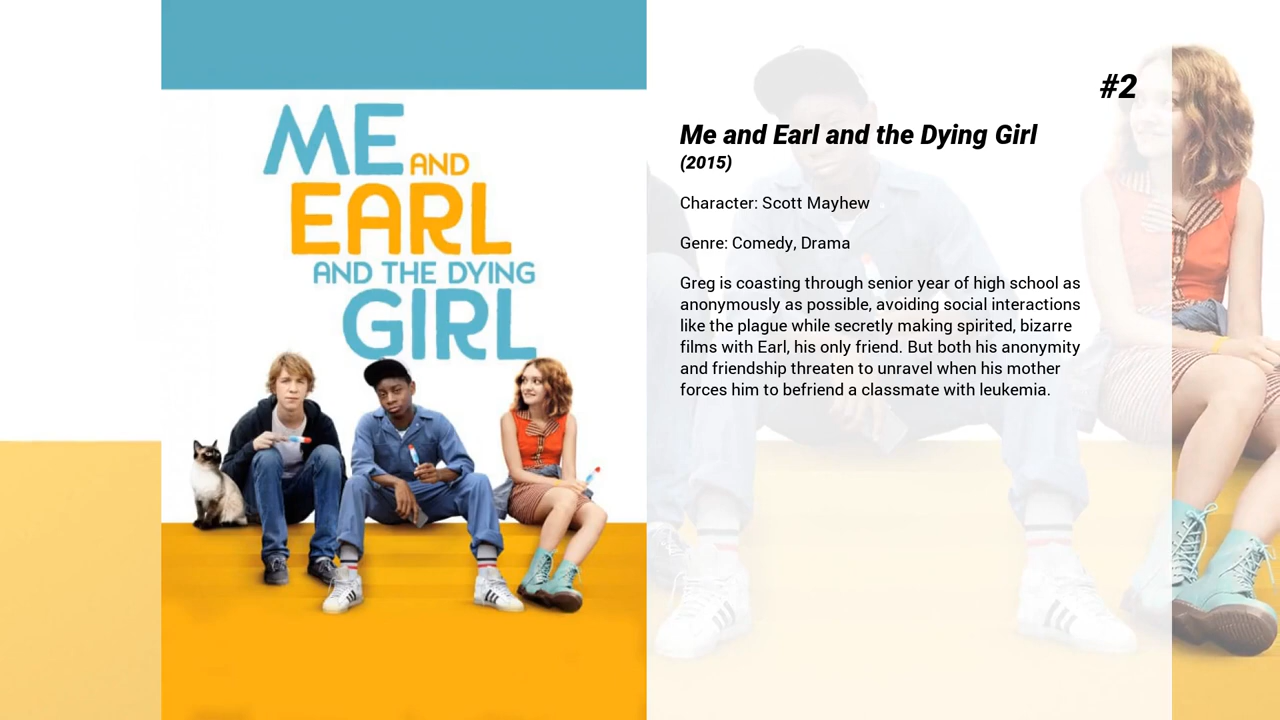 ME AND
EARL
AND THE DYING
GIRL
#2
Me and Earl and the Dying Girl
(2015)
Character: Scott Mayhew
Genre: Comedy, Drama
Greg is coasting through senior year of high school as
anonymously as possible, avoiding social interactions
like the plague while secretly making spirited, bizarre
films with Earl, his only friend. But both his anonymity
and friendship threaten to unravel when his mother
forces him to befriend a classmate with leukemia.